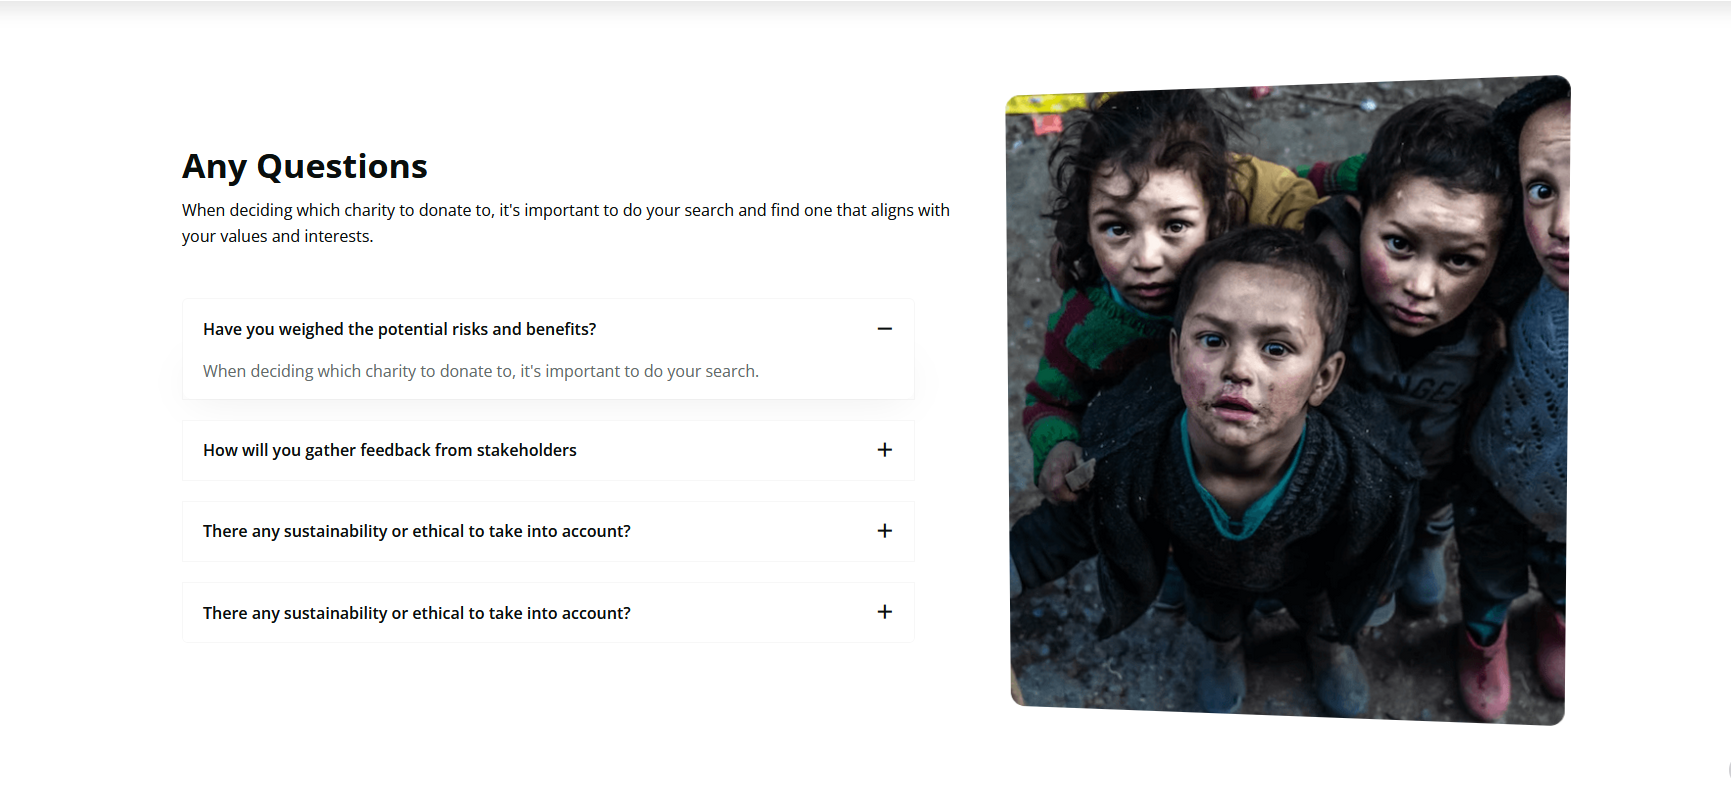 Any Questions
When deciding which charity to donate to, it's important to do your search and find one that aligns with
your values and interests.
Have you weighed the potential risks and benefits?
When deciding which charity to donate to, it's important to do your search.
How will you gather feedback from stakeholders
There any sustainability or ethical to take into account?
There any sustainability or ethical to take into account?